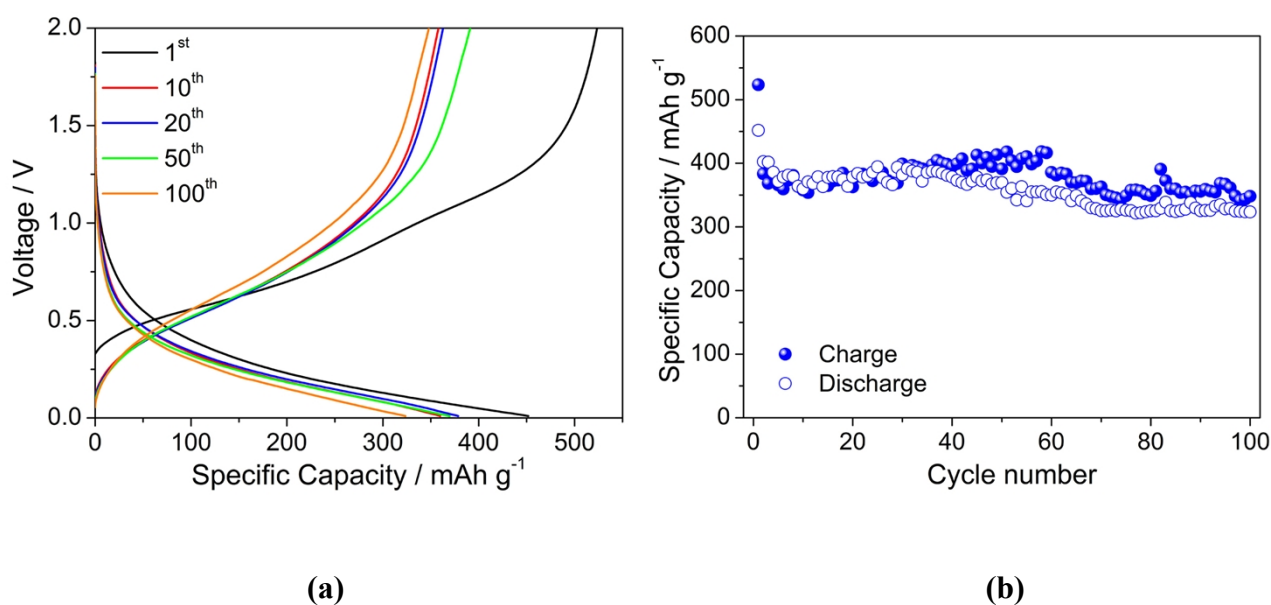 2.0
1.5
1.0
0.5
0.0
Voltage / V
1st
10th
20th
50th
100th
0 100 200 300 400 500
Specific Capacity / mAh g-1
(a)
600
500
400
300
200
100
0
Specific Capacity / mAh g-1
Charge
Discharge
0 20 40 60 80 100
Cycle number
(b)